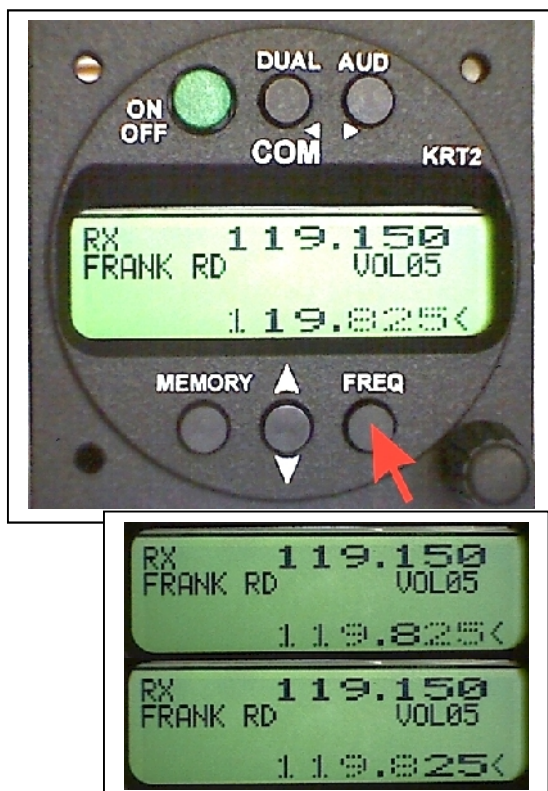 DUAL AUD
ON
OFF
COM
KRT2
RX 119.150
FRANK RD VOL05
119.825<
MEMORY FREQ
RX 119.150
FRANK RD VOL05
119.825<
RX 119.150
FRANK RD VOL05
119.825<